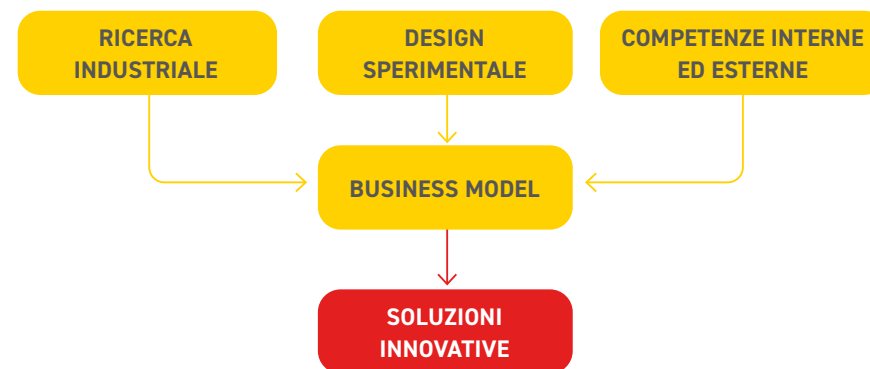 RICERCA
INDUSTRIALE
DESIGN
SPERIMENTALE
COMPETENZE INTERNE
ED ESTERNE
BUSINESS MODEL
SOLUZIONI
INNOVATIVE